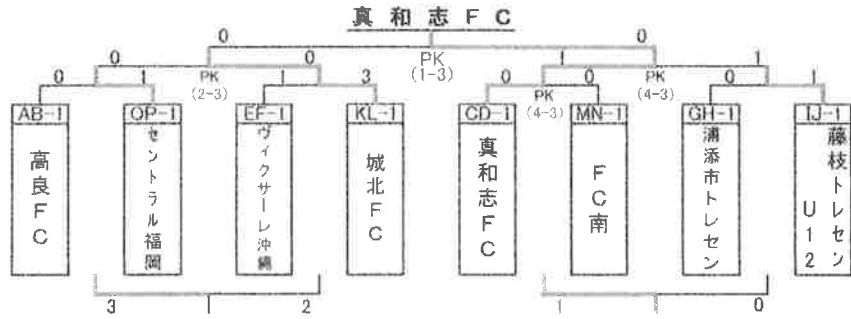 真和志FC
0 0
0 0 PK 1 1
(1-3)
0 1 PK 1 3 0 PK 0 PK 0 1
(2-3) (4-3) (4-3)
AB-1 OP-1 EF-1 KL-1 CD-1 MN-1 GH-1 IJ-1
高良FC
セントラル福岡
ヴィクサーレ沖縄
城北FC
真和志FC
FC南
浦添市トレセン
藤枝トレセン
U12
3 2 1 0